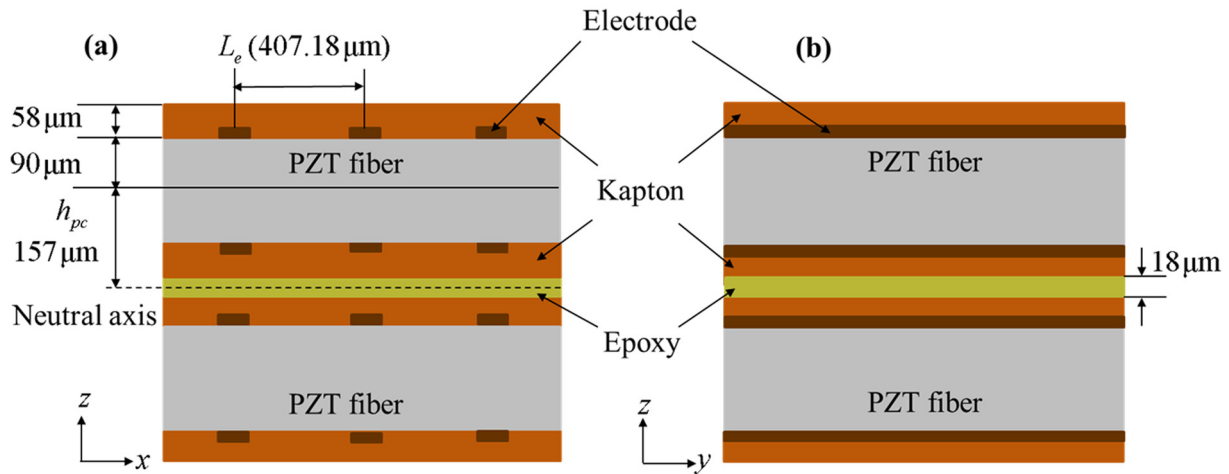 Electrode
(a)
L_e (407.18 μm)
(b)
58 μm
90 μm
PZT fiber
PZT fiber
Kapton
h_pc
157 μm
18 μm
Neutral axis
Epoxy
PZT fiber
PZT fiber
z
x
z
y